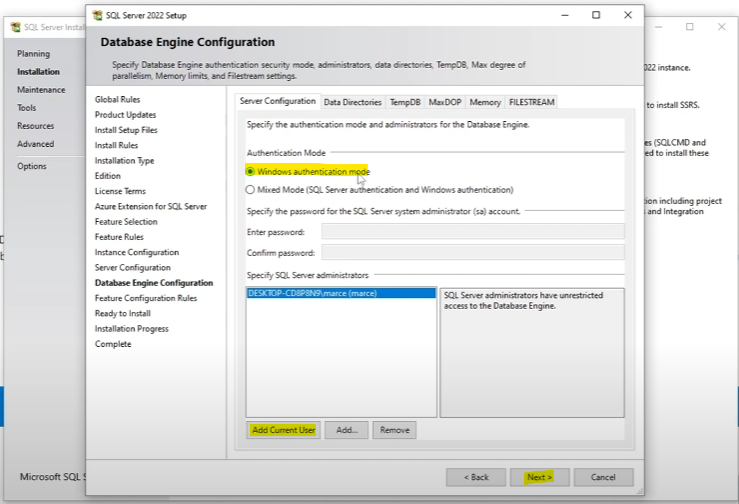 SQL Server 2022 Setup
Database Engine Configuration
Specify Database Engine authentication security mode, administrators, data directories, TempDB, Max degree of
parallelism, Memory limits, and Filestream settings.
Global Rules
Product Updates
Install Setup Files
Install Rules
Installation Type
Edition
License Terms
Azure Extension for SQL Server
Feature Selection
Feature Rules
Instance Configuration
Server Configuration
Database Engine Configuration
Feature Configuration Rules
Ready to Install
Installation Progress
Complete
Server Configuration Data Directories TempDB MaxDOP Memory FILESTREAM
Specify the authentication mode and administrators for the Database Engine.
Authentication Mode
Windows authentication mode
Mixed Mode (SQL Server authentication and Windows authentication)
Specify the password for the SQL Server system administrator (sa) account.
Enter password:
Confirm password:
Specify SQL Server administrators
DESKTOP-CD8P8N9\marce (marce)
SQL Server administrators have unrestricted
access to the Database Engine.
Add Current User Add... Remove
< Back Next > Cancel
SQL Server Instal
Planning
Installation
Maintenance
Tools
Resources
Advanced
Options
Microsoft SQL S
022 instance.
to install SSRS.
es (SQLCMD and
ed to install these
ion including project
and Integration